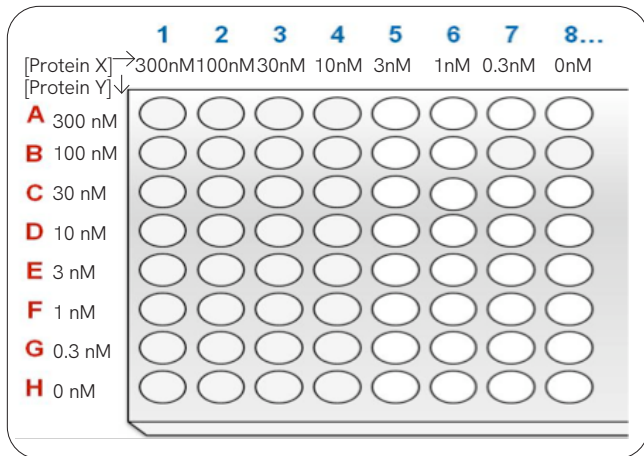 1 2 3 4 5 6 7 8...
[Protein X] 300nM 100nM 30nM 10nM 3nM 1nM 0.3nM 0nM
[Protein Y]
A 300 nM
B 100 nM
C 30 nM
D 10 nM
E 3 nM
F 1 nM
G 0.3 nM
H 0 nM